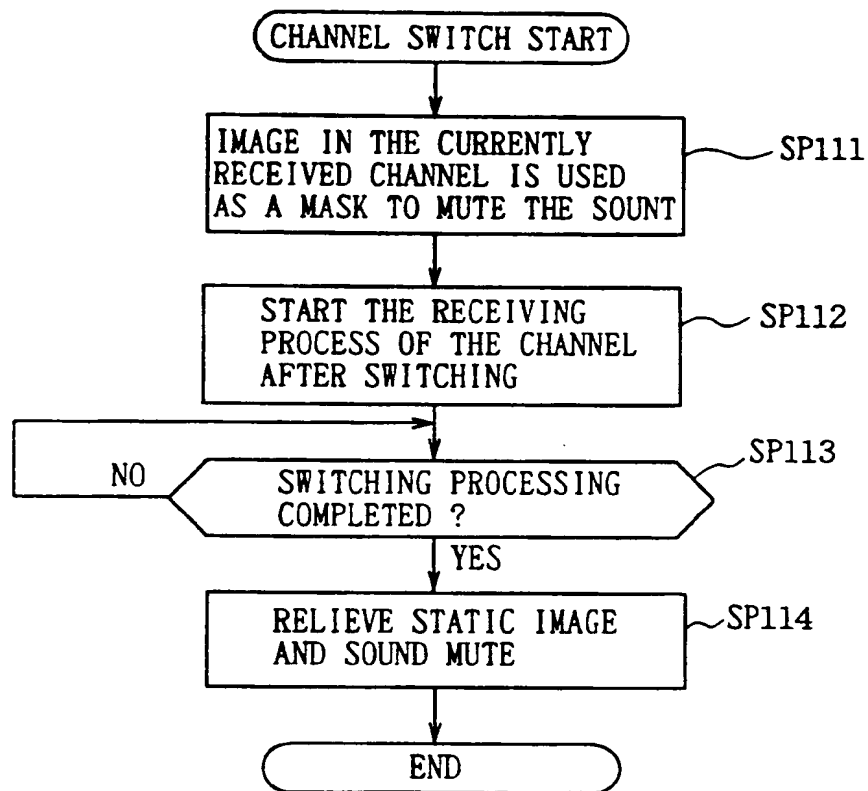 CHANNEL SWITCH START
IMAGE IN THE CURRENTLY
RECEIVED CHANNEL IS USED
AS A MASK TO MUTE THE SOUNT
SP111
START THE RECEIVING
PROCESS OF THE CHANNEL
AFTER SWITCHING
SP112
SP113
NO
SWITCHING PROCESSING
COMPLETED ?
YES
RELIEVE STATIC IMAGE
AND SOUND MUTE
SP114
END